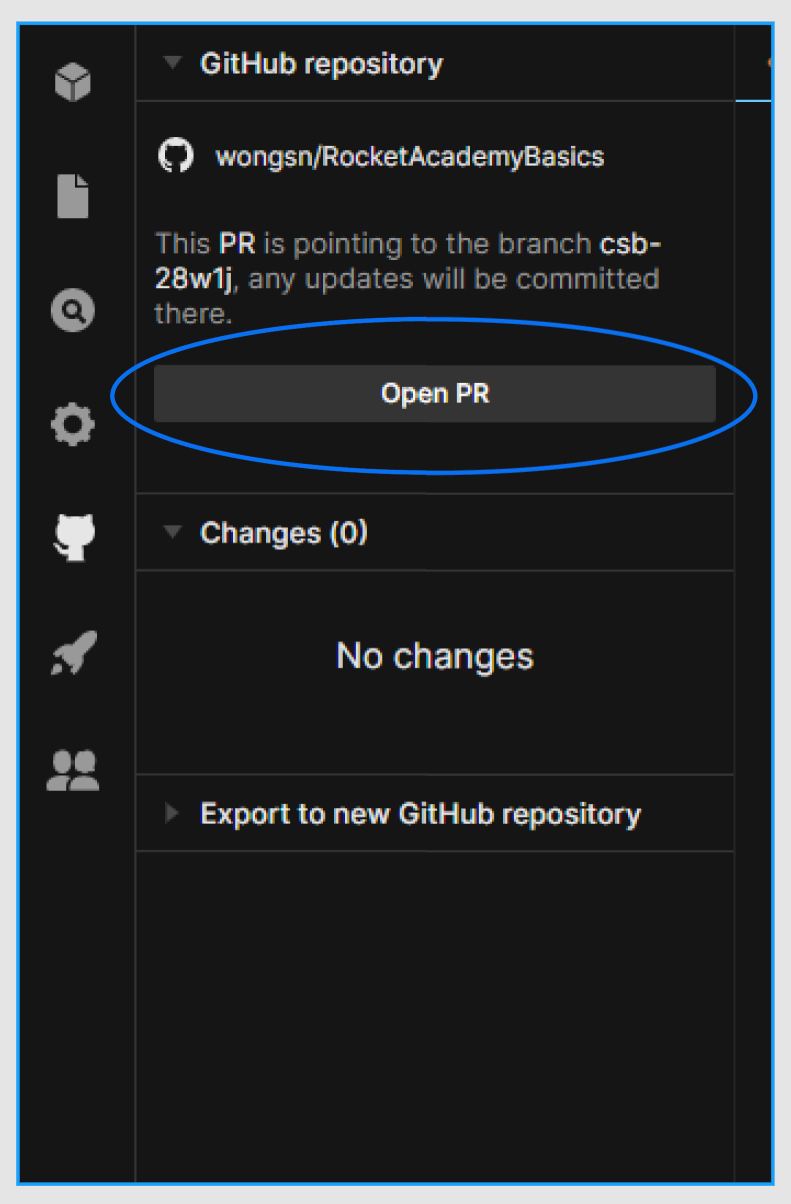 GitHub repository
wongsn/RocketAcademyBasics
This PR is pointing to the branch csb-
28w1j, any updates will be committed
there.
Open PR
Changes (0)
No changes
Export to new GitHub repository